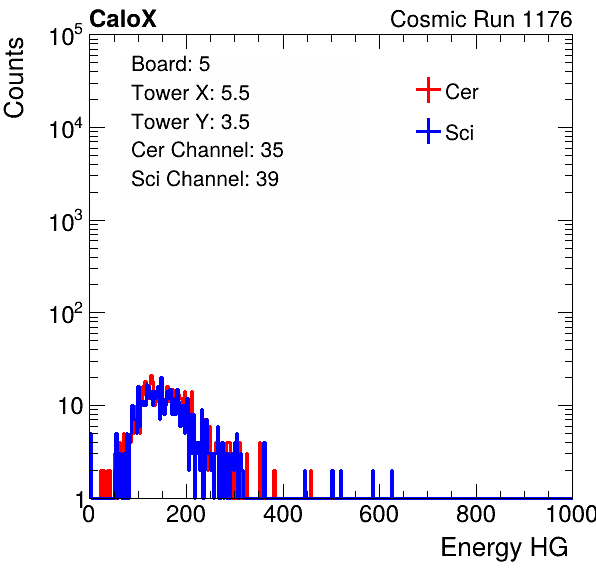 CaloX Cosmic Run 1176
Counts
Board: 5
Tower X: 5.5
Tower Y: 3.5
Cer Channel: 35
Sci Channel: 39
Cer
Sci
10^5
10^4
10^3
10^2
10
1
0 200 400 600 800 1000
Energy HG